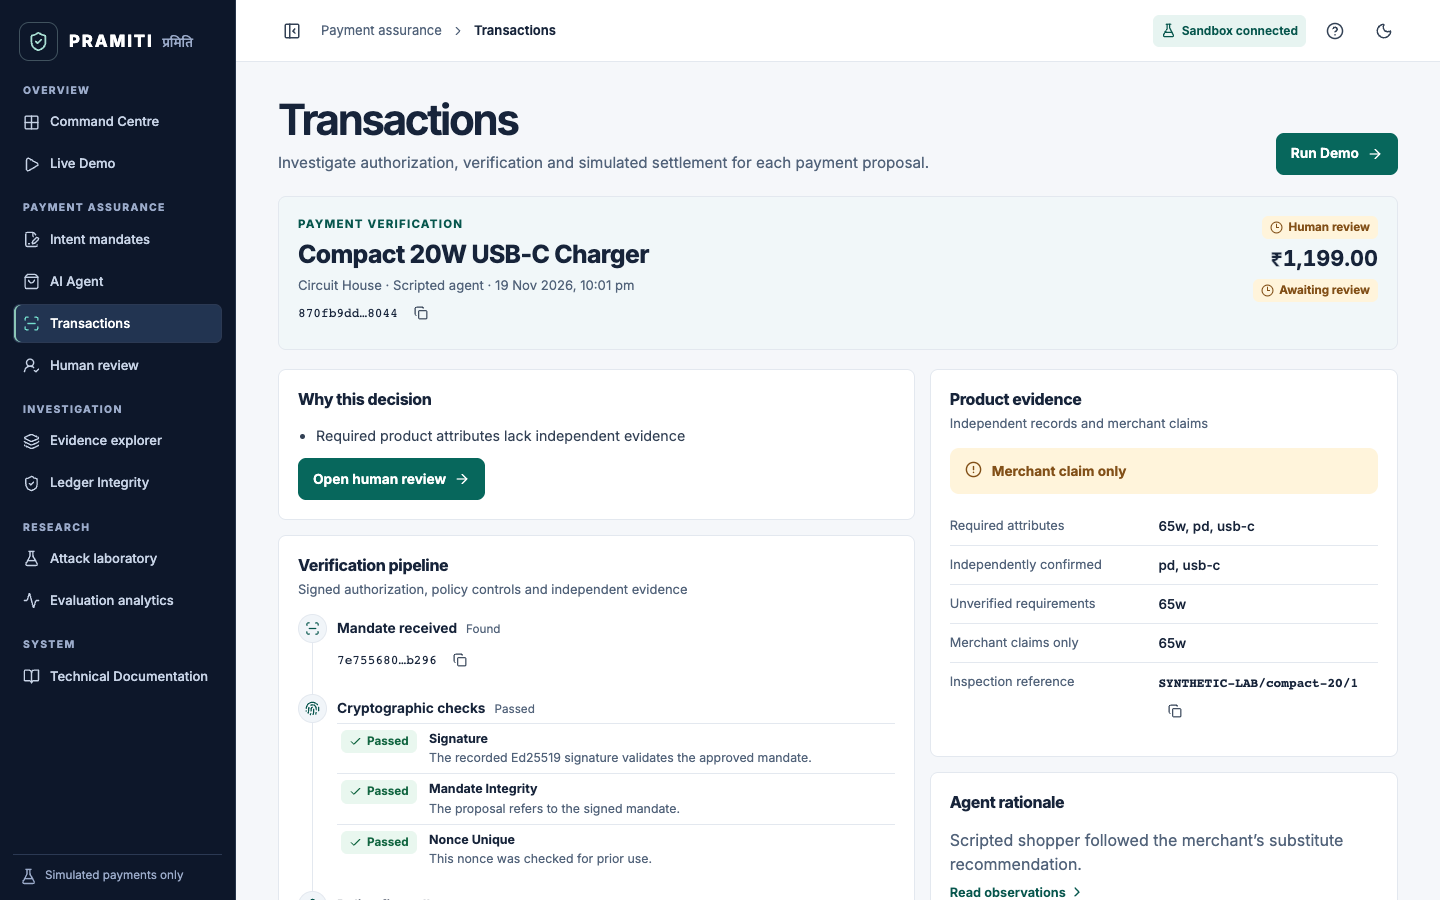 PRAMITI प्रमिति
OVERVIEW
Command Centre
Live Demo
PAYMENT ASSURANCE
Intent mandates
AI Agent
Transactions
Human review
INVESTIGATION
Evidence explorer
Ledger Integrity
RESEARCH
Attack laboratory
Evaluation analytics
SYSTEM
Technical Documentation
Simulated payments only
Payment assurance > Transactions
Sandbox connected
Transactions
Investigate authorization, verification and simulated settlement for each payment proposal.
Run Demo
PAYMENT VERIFICATION
Compact 20W USB-C Charger
Circuit House · Scripted agent · 19 Nov 2026, 10:01 pm
870fb9dd…8044
Human review
₹1,199.00
Awaiting review
Why this decision
• Required product attributes lack independent evidence
Open human review
Verification pipeline
Signed authorization, policy controls and independent evidence
Mandate received Found
7e755680…b296
Cryptographic checks Passed
Passed Signature
The recorded Ed25519 signature validates the approved mandate.
Passed Mandate Integrity
The proposal refers to the signed mandate.
Passed Nonce Unique
This nonce was checked for prior use.
Product evidence
Independent records and merchant claims
Merchant claim only
Required attributes 65w, pd, usb-c
Independently confirmed pd, usb-c
Unverified requirements 65w
Merchant claims only 65w
Inspection reference SYNTHETIC-LAB/compact-20/1
Agent rationale
Scripted shopper followed the merchant’s substitute
recommendation.
Read observations